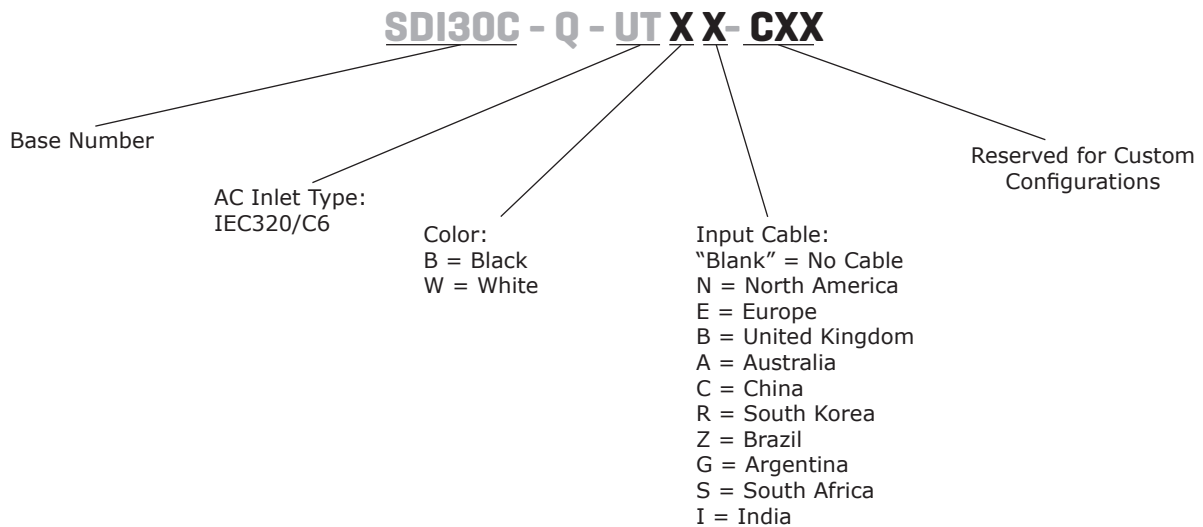 SDI30C - Q - UT X X- CXX
Base Number
AC Inlet Type:
IEC320/C6
Color:
B = Black
W = White
Input Cable:
“Blank” = No Cable
N = North America
E = Europe
B = United Kingdom
A = Australia
C = China
R = South Korea
Z = Brazil
G = Argentina
S = South Africa
I = India
Reserved for Custom
Configurations